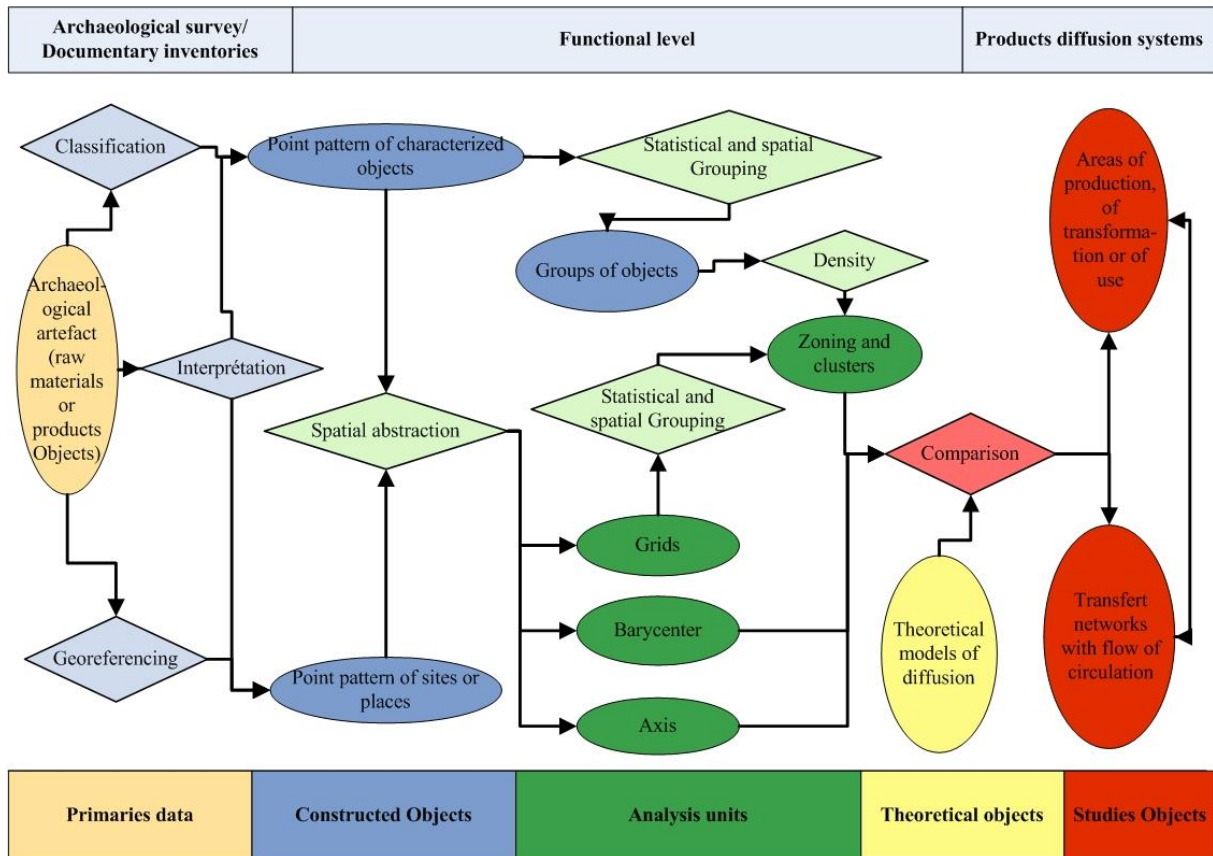 Archaeological survey/
Documentary inventories
Functional level
Products diffusion systems
Classification
Point pattern of characterized
objects
Statistical and spatial
Grouping
Areas of
production,
of
transforma-
tion or of
use
Groups of objects
Density
Archaeol-
ogical
artefact
(raw
materials
or
products
Objects)
Interprétation
Zoning and
clusters
Statistical and
spatial Grouping
Spatial abstraction
Comparison
Grids
Barycenter
Theoretical
models of
diffusion
Transfert
networks
with flow of
circulation
Georeferencing
Point pattern of sites or
places
Axis
Primaries data
Constructed Objects
Analysis units
Theoretical objects
Studies Objects